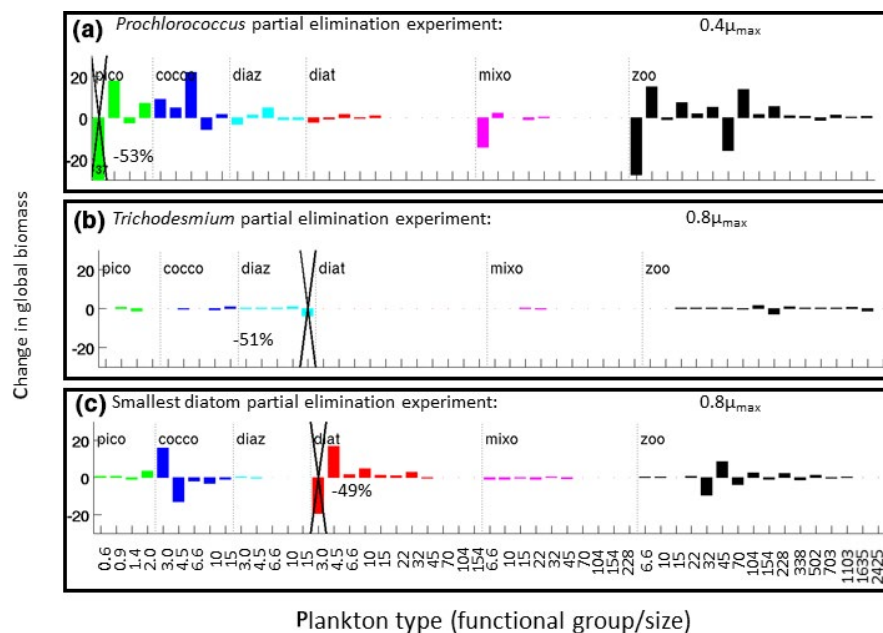 (a) Prochlorococcus partial elimination experiment: 0.4μmax
pico cocco diaz diat mixo zoo
20
0
-20
37
-53%
(b) Trichodesmium partial elimination experiment: 0.8μmax
pico cocco diaz diat mixo zoo
20
0
-20
-51%
(c) Smallest diatom partial elimination experiment: 0.8μmax
pico cocco diaz diat mixo zoo
20
0
-20
-49%
0.6 0.9 1.4 2.0 3.0 4.5 6.6 10 15 3.0 4.5 6.6 10 15 3.0 4.5 6.6 10 15 22 32 45 70 104 154 6.6 10 15 22 32 45 70 104 154 228 6.6 10 15 22 32 45 70 104 154 228 338 502 703 1103 1635 2425
Change in global biomass
Plankton type (functional group/size)